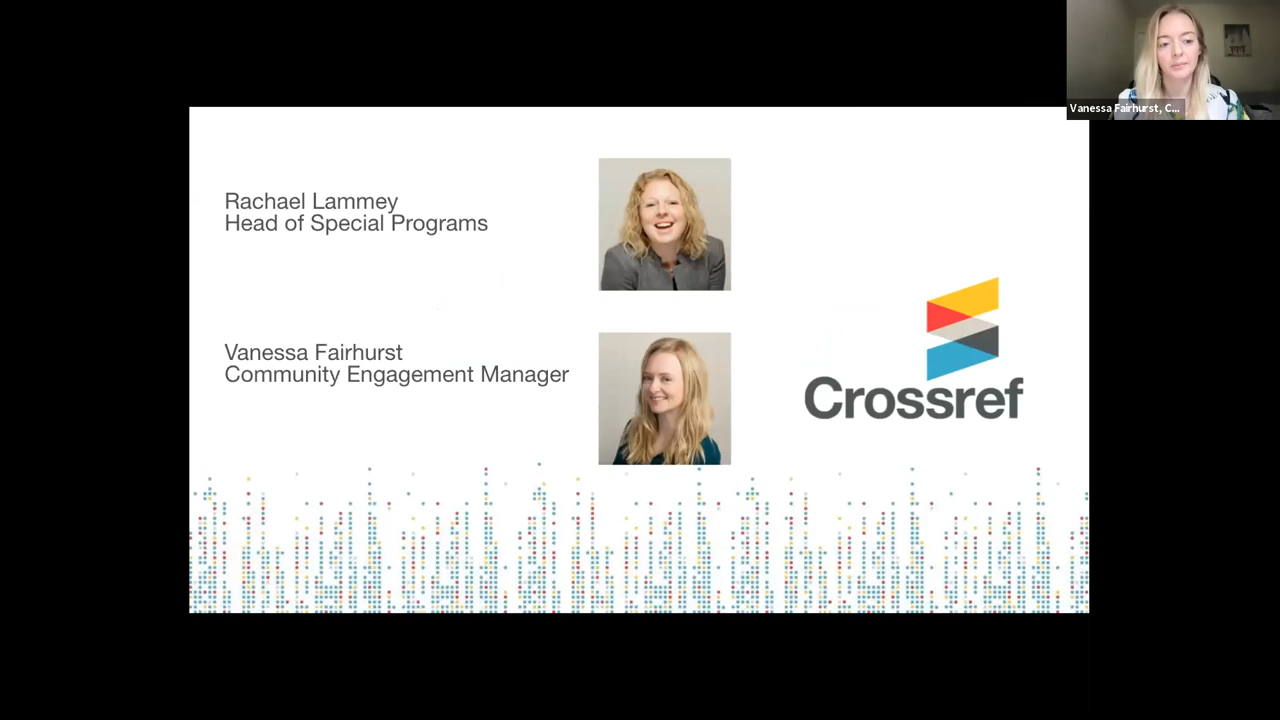 Vanessa Fairhurst, C...
Rachael Lammey
Head of Special Programs
Vanessa Fairhurst
Community Engagement Manager
Crossref